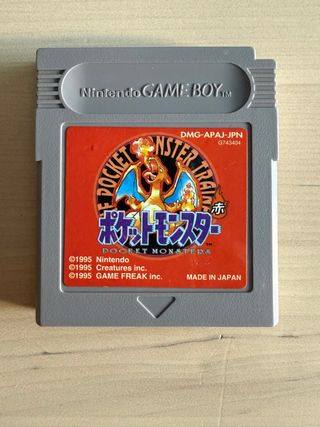 Nintendo GAME BOY TM
DMG-APAJ-JPN
G743404
POCKET MONSTER TRAINER
赤
ポケットモンスター
POCKET MONSTERS
©1995 Nintendo
©1995 Creatures inc.
©1995 GAME FREAK inc.
MADE IN JAPAN